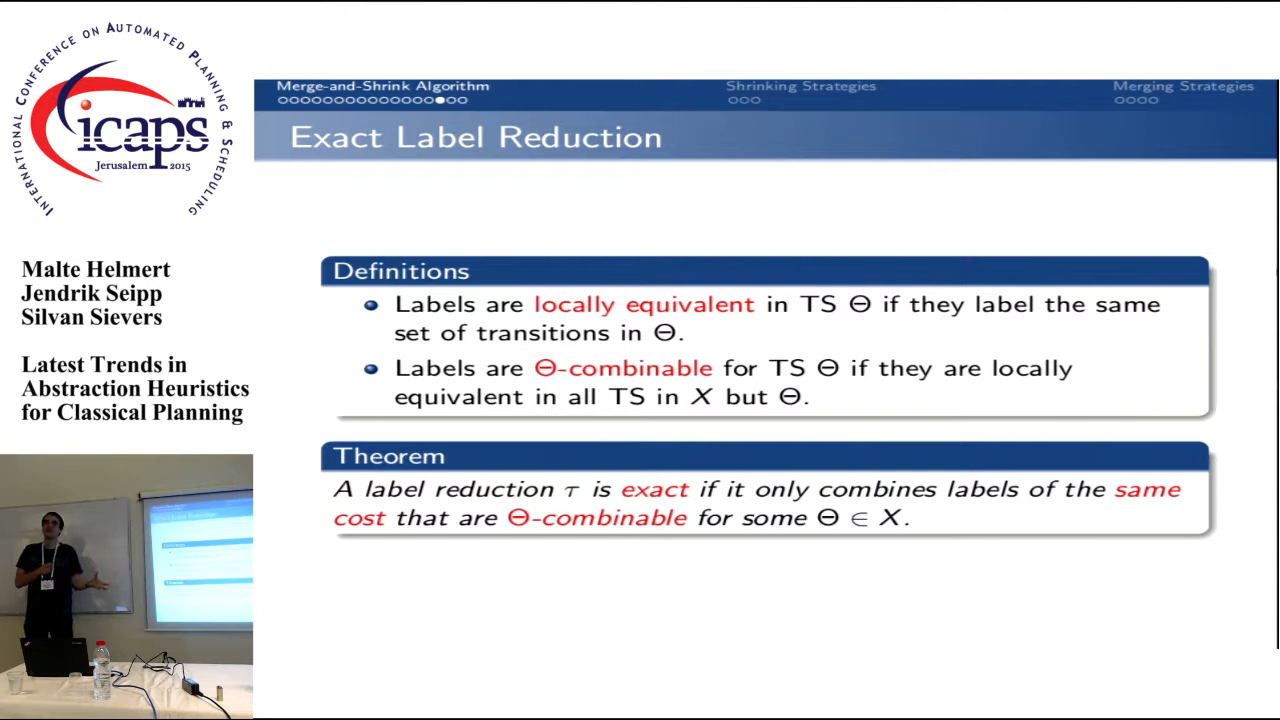 INTERNATIONAL CONFERENCE ON AUTOMATED PLANNING & SCHEDULING
icaps
Jerusalem 2015
Malte Helmert
Jendrik Seipp
Silvan Sievers
Latest Trends in
Abstraction Heuristics
for Classical Planning
Merge-and-Shrink Algorithm Shrinking Strategies Merging Strategies
Exact Label Reduction
Definitions
Labels are locally equivalent in TS Θ if they label the same
set of transitions in Θ.
Labels are Θ-combinable for TS Θ if they are locally
equivalent in all TS in X but Θ.
Theorem
A label reduction τ is exact if it only combines labels of the same
cost that are Θ-combinable for some Θ ∈ X.